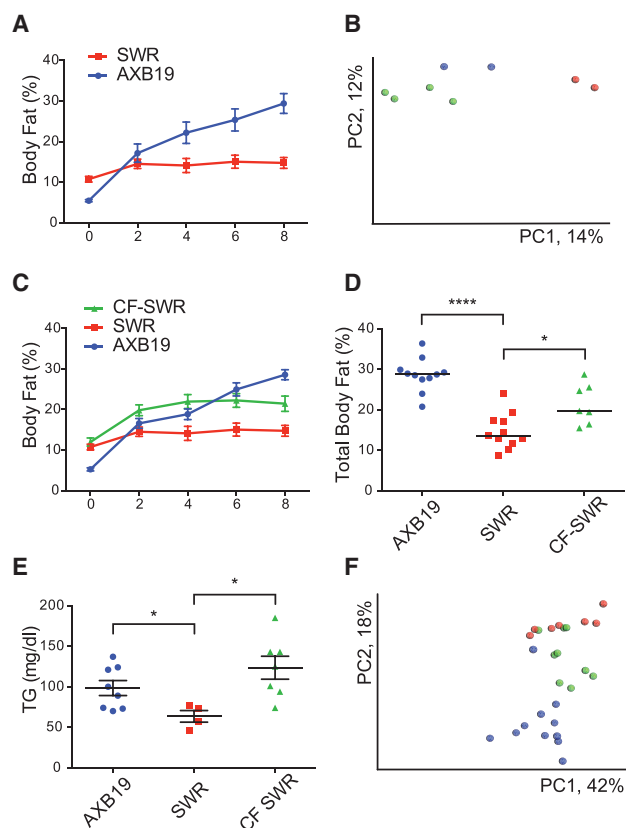 A
SWR
AXB19
Body Fat (%)
40
30
20
10
0
0 2 4 6 8
B
PC2, 12%
PC1, 14%
C
CF-SWR
SWR
AXB19
Body Fat (%)
40
30
20
10
0
0 2 4 6 8
D
Total Body Fat (%)
40
30
20
10
0
****
*
AXB19 SWR CF-SWR
E
TG (mg/dl)
200
150
100
50
0
*
*
AXB19 SWR CF SWR
F
PC2, 18%
PC1, 42%